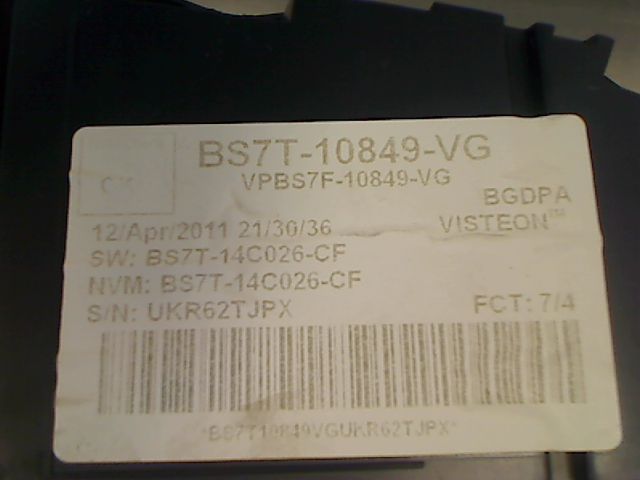 BS7T-10849-VG
VPBS7F-10849-VG
BGDPA
12/Apr/2011 21/30/36
VISTEON™
SW: BS7T-14C026-CF
NVM: BS7T-14C026-CF
S/N: UKR62TJPX
FCT: 7/4
*BS7T10849VGUKR62TJPX*